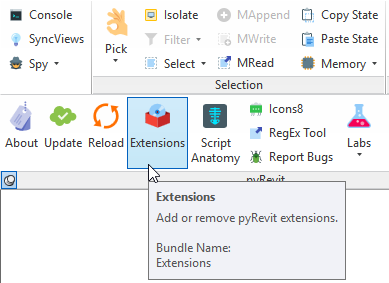 Console
Isolate
MAppend
Copy State
SyncViews
Pick
Filter
MWrite
Paste State
Spy
Select
MRead
Memory
Selection
About
Update
Reload
Extensions
Script
Anatomy
Icons8
RegEx Tool
Report Bugs
Labs
pyRevit
Extensions
Add or remove pyRevit extensions.
Bundle Name:
Extensions